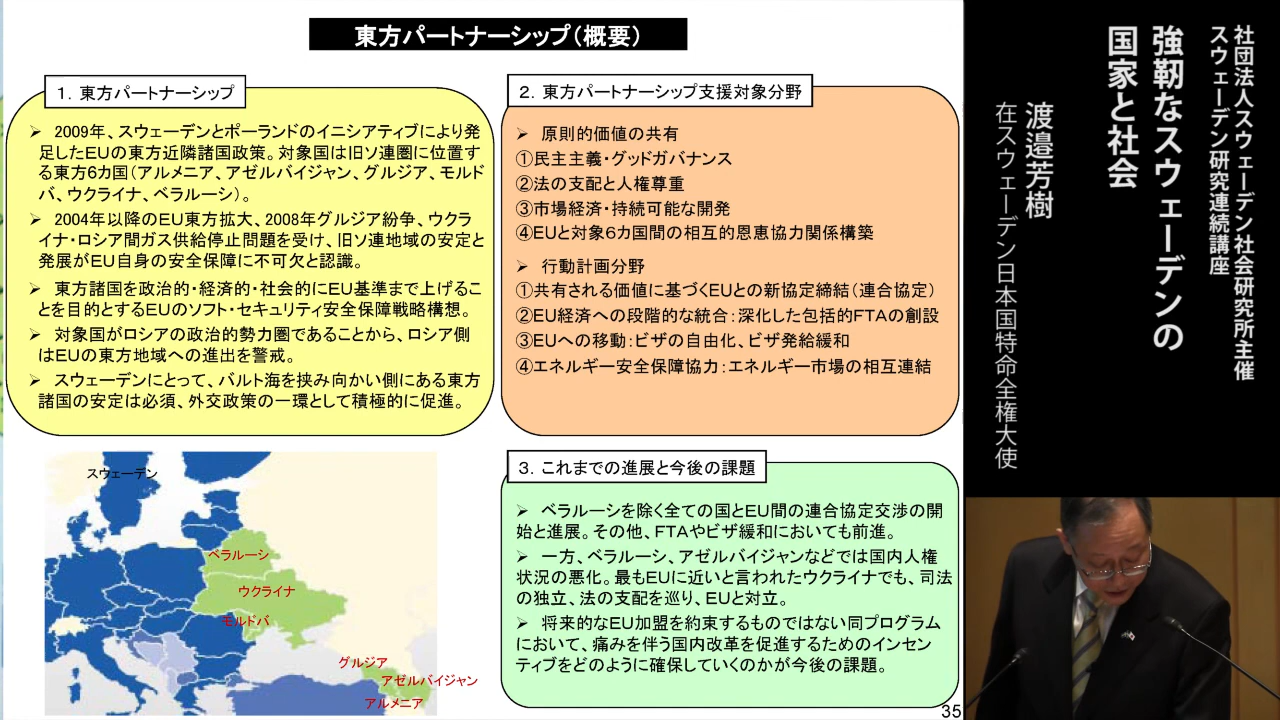 東方パートナーシップ（概要）
１．東方パートナーシップ
➢ 2009年、スウェーデンとポーランドのイニシアティブにより発
足したEUの東方近隣諸国政策。対象国は旧ソ連圏に位置す
る東方6カ国（アルメニア、アゼルバイジャン、グルジア、モルド
バ、ウクライナ、ベラルーシ）。
➢ 2004年以降のEU東方拡大、2008年グルジア紛争、ウクラ
イナ・ロシア間ガス供給停止問題を受け、旧ソ連地域の安定と
発展がEU自身の安全保障に不可欠と認識。
➢ 東方諸国を政治的・経済的・社会的にEU基準まで上げるこ
とを目的とするEUのソフト・セキュリティ安全保障戦略構想。
➢ 対象国がロシアの政治的勢力圏であることから、ロシア側
はEUの東方地域への進出を警戒。
➢ スウェーデンにとって、バルト海を挟み向かい側にある東方
諸国の安定は必須、外交政策の一環として積極的に促進。
２．東方パートナーシップ支援対象分野
➢ 原則的価値の共有
①民主主義・グッドガバナンス
②法の支配と人権尊重
③市場経済・持続可能な開発
④EUと対象6カ国間の相互的恩恵協力関係構築
➢ 行動計画分野
①共有される価値に基づくEUとの新協定締結（連合協定）
②EU経済への段階的な統合：深化した包括的FTAの創設
③EUへの移動：ビザの自由化、ビザ発給緩和
④エネルギー安全保障協力：エネルギー市場の相互連結
３．これまでの進展と今後の課題
➢ ベラルーシを除く全ての国とEU間の連合協定交渉の開
始と進展。その他、FTAやビザ緩和においても前進。
➢ 一方、ベラルーシ、アゼルバイジャンなどでは国内人権
状況の悪化。最もEUに近いと言われたウクライナでも、司法
の独立、法の支配を巡り、EUと対立。
➢ 将来的なEU加盟を約束するものではない同プログラム
において、痛みを伴う国内改革を促進するためのインセン
ティブをどのように確保していくのかが今後の課題。
スウェーデン
ベラルーシ
ウクライナ
モルドバ
グルジア
アゼルバイジャン
アルメニア
35
社団法人スウェーデン社会研究所主催
スウェーデン研究連続講座
強靭なスウェーデンの
国家と社会
渡邉芳樹
在スウェーデン日本国特命全権大使